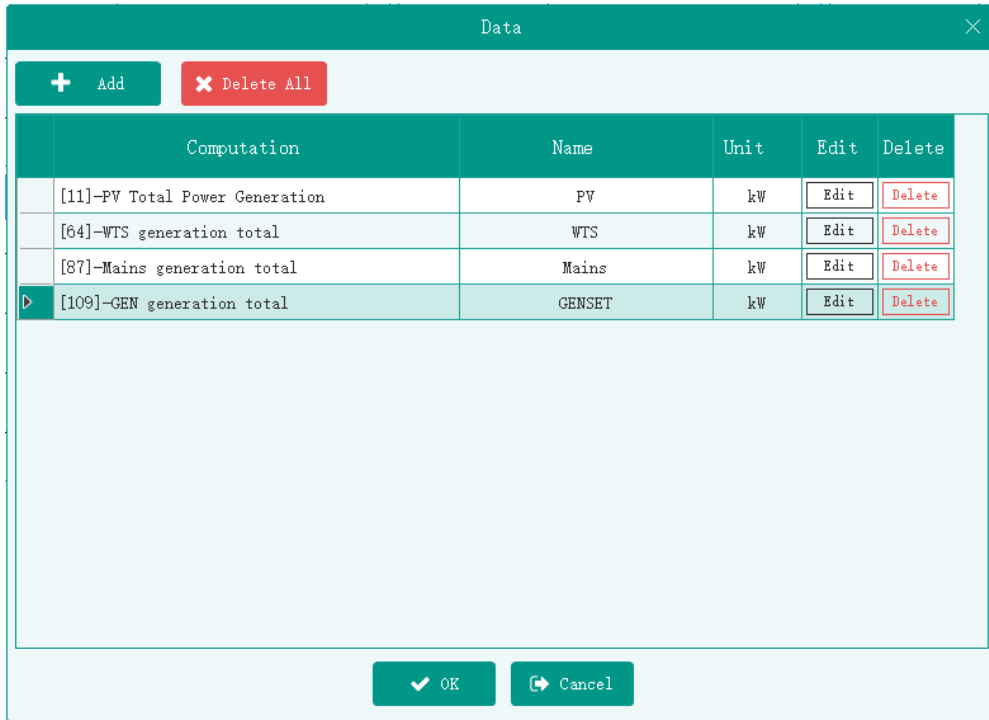 Data
Add Delete All
Computation Name Unit Edit Delete
[11]-PV Total Power Generation PV kW Edit Delete
[64]-WTS generation total WTS kW Edit Delete
[87]-Mains generation total Mains kW Edit Delete
[109]-GEN generation total GENSET kW Edit Delete
OK Cancel